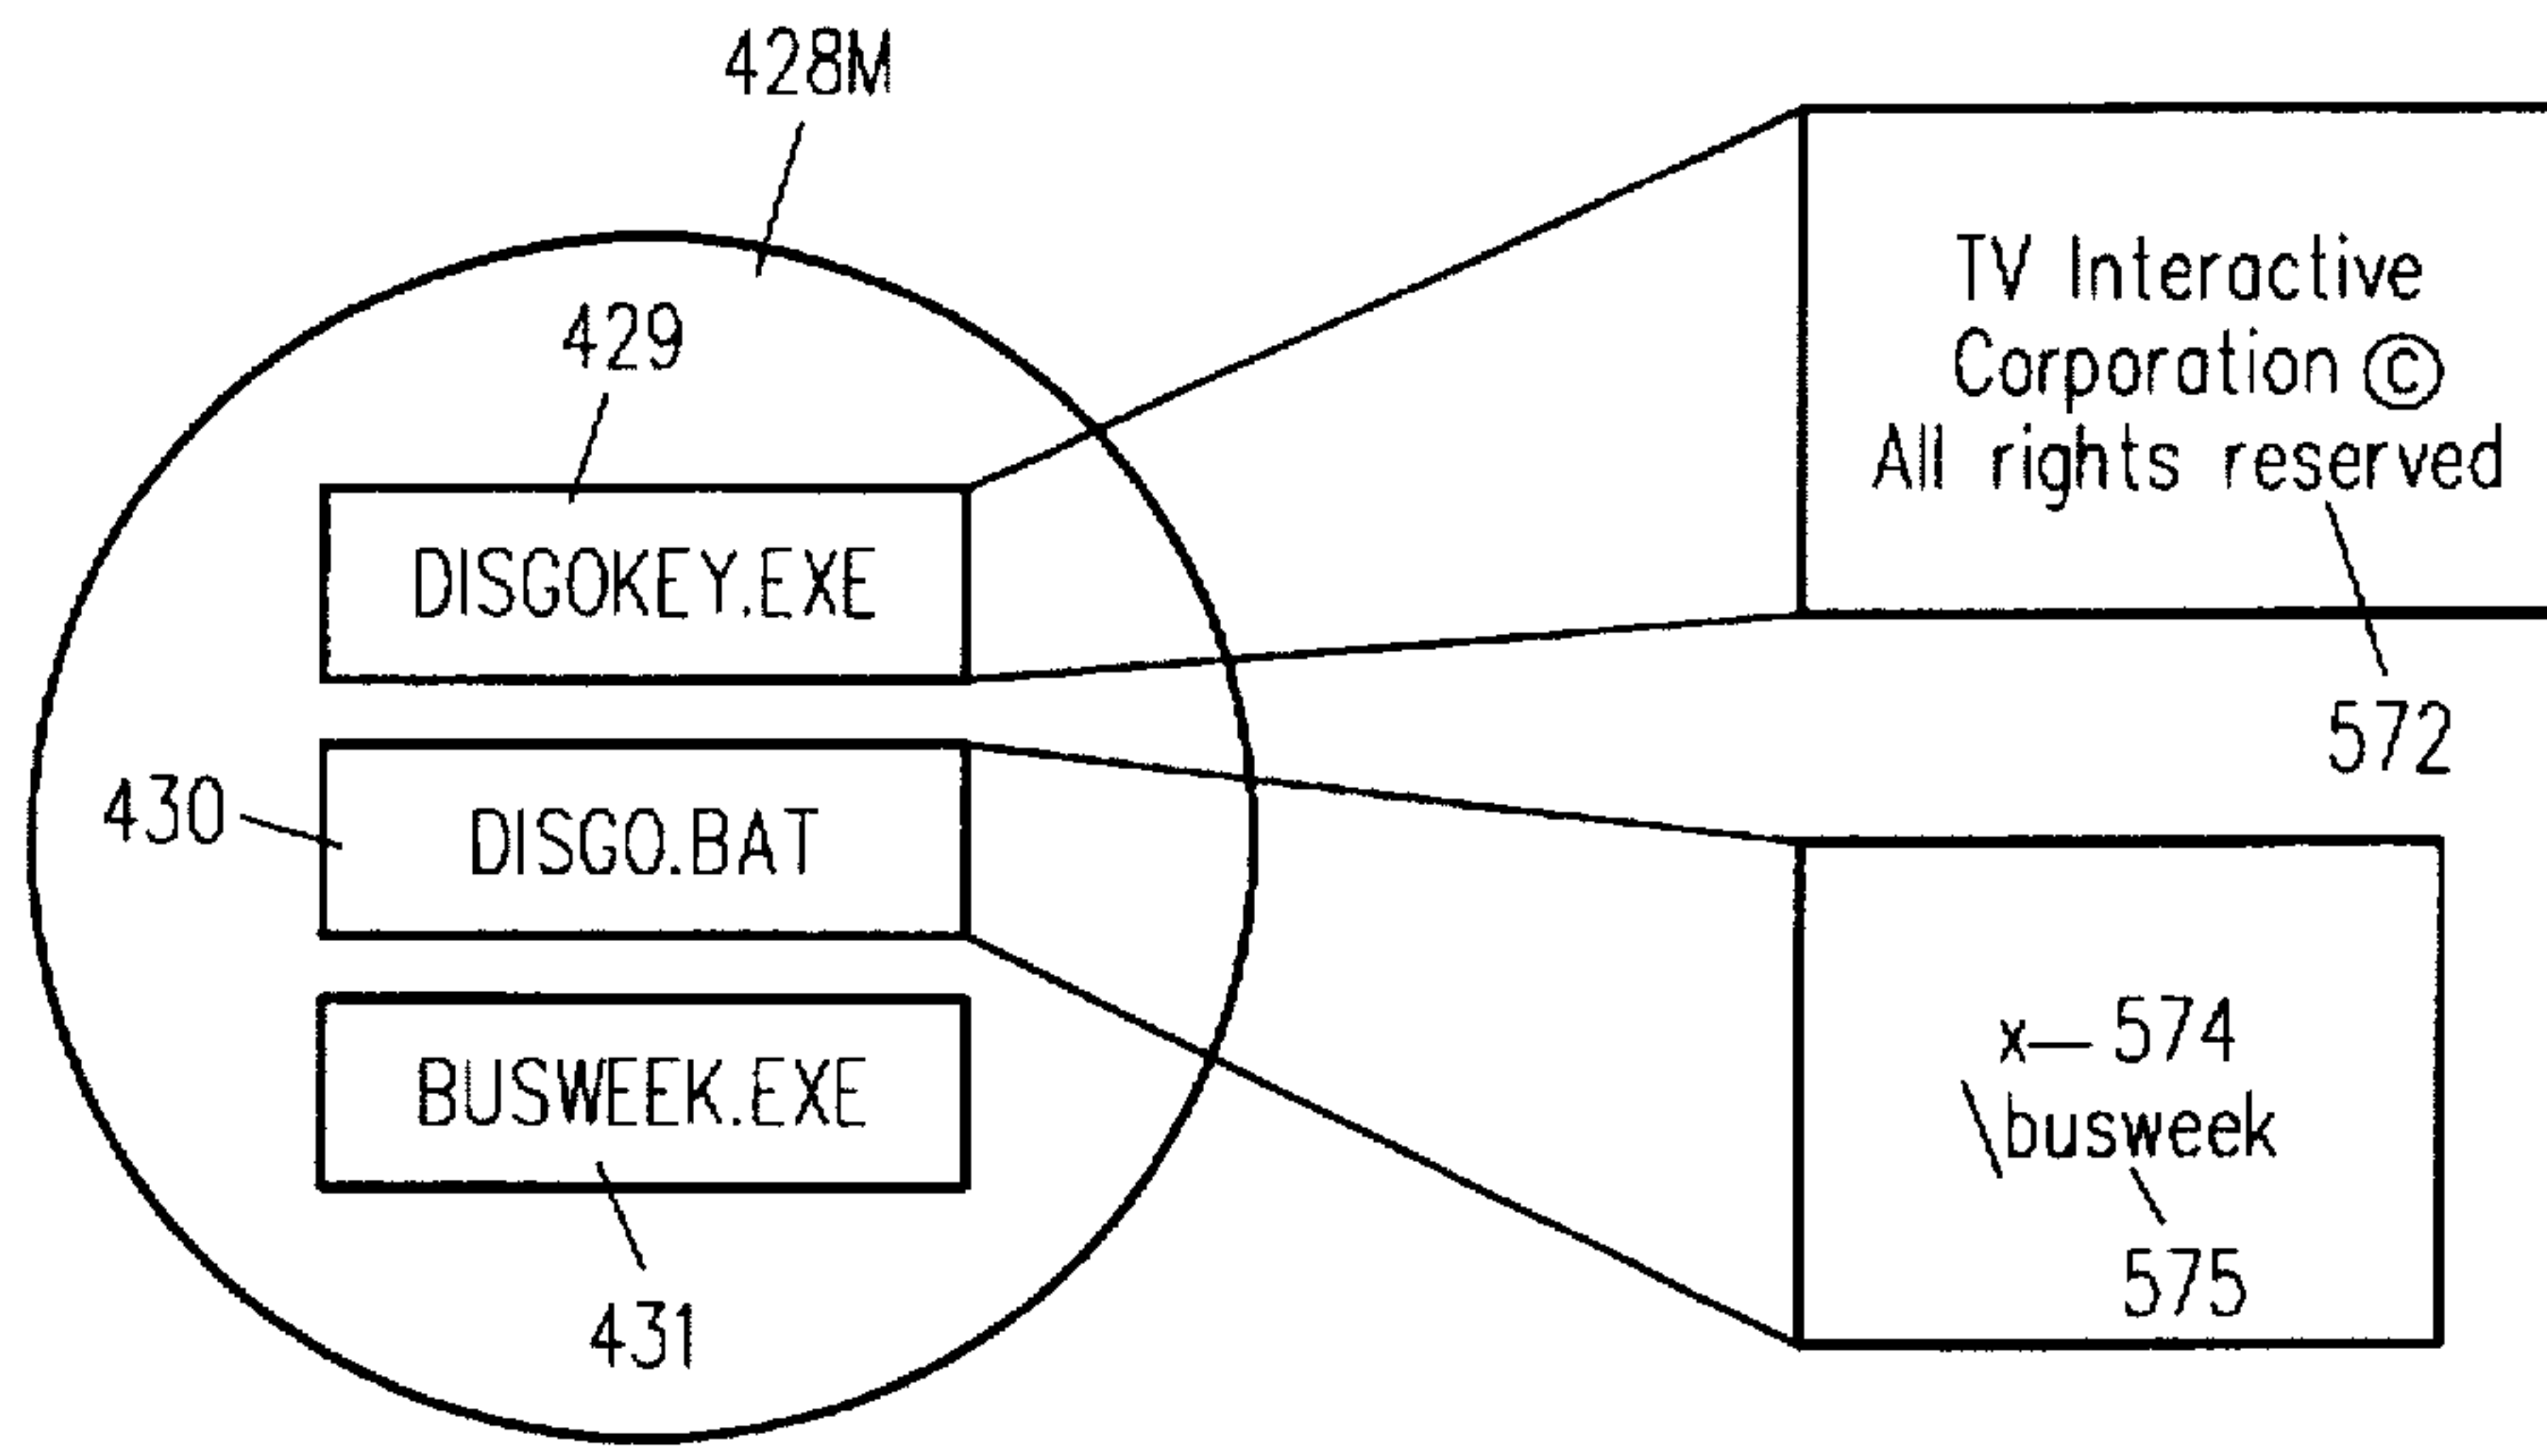 428M
429
DISGOKEY.EXE
430
DISGO.BAT
BUSWEEK.EXE
431
TV Interactive
Corporation ©
All rights reserved
572
x 574
\busweek
575